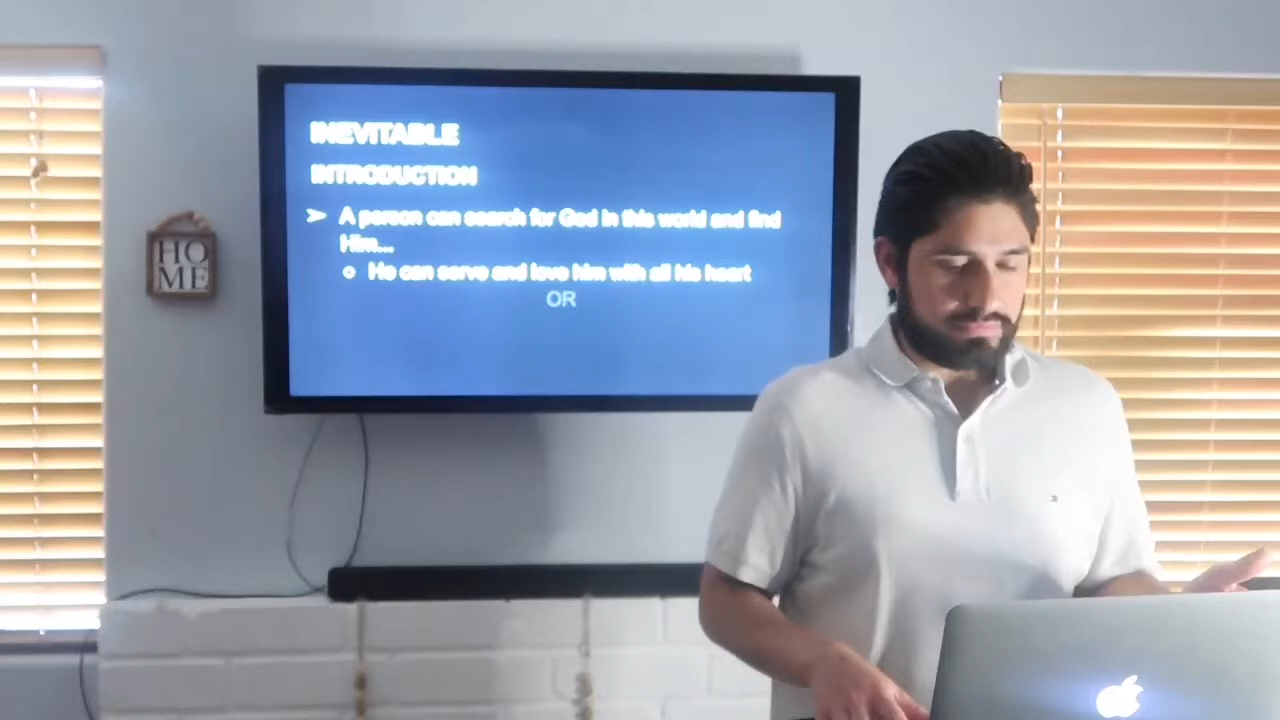 INEVITABLE
INTRODUCTION
➤ A person can search for God in this world and find
Him...
o He can serve and love him with all his heart
OR
HO
ME